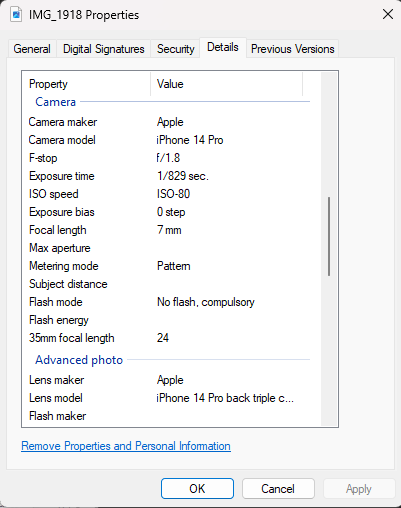 IMG_1918 Properties
General Digital Signatures Security Details Previous Versions
Property Value
Camera
Camera maker Apple
Camera model iPhone 14 Pro
F-stop f/1.8
Exposure time 1/829 sec.
ISO speed ISO-80
Exposure bias 0 step
Focal length 7 mm
Max aperture
Metering mode Pattern
Subject distance
Flash mode No flash, compulsory
Flash energy
35mm focal length 24
Advanced photo
Lens maker Apple
Lens model iPhone 14 Pro back triple c...
Flash maker
Remove Properties and Personal Information
OK Cancel Apply